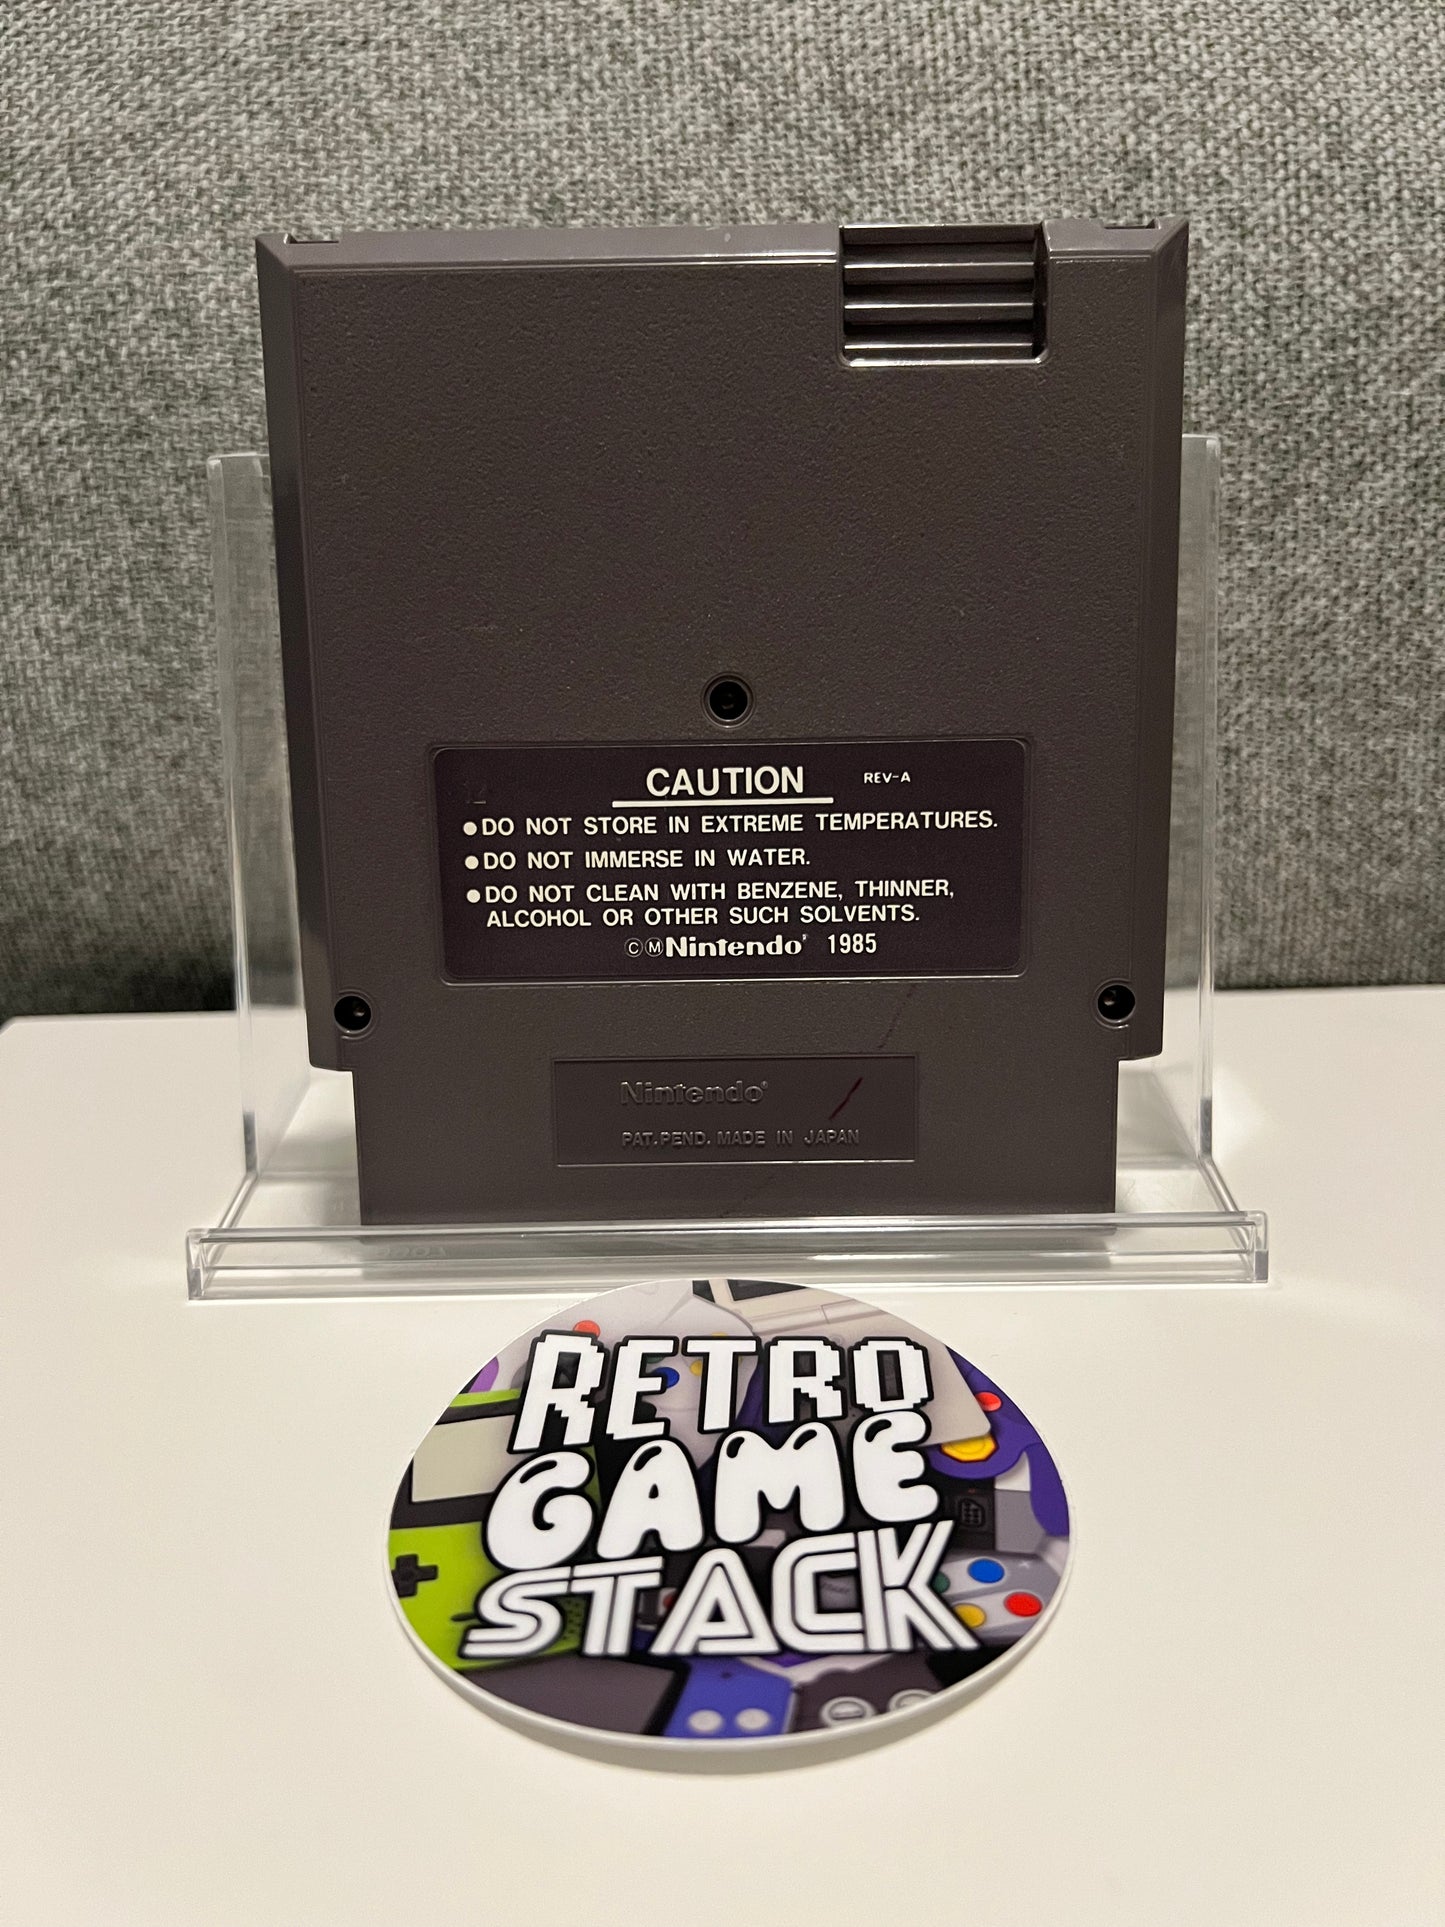 CAUTION REV-A
●DO NOT STORE IN EXTREME TEMPERATURES.
●DO NOT IMMERSE IN WATER.
●DO NOT CLEAN WITH BENZENE, THINNER,
ALCOHOL OR OTHER SUCH SOLVENTS.
©ⓂNintendo® 1985
Nintendo®
PAT.PEND. MADE IN JAPAN
RETRO
GAME
STACK